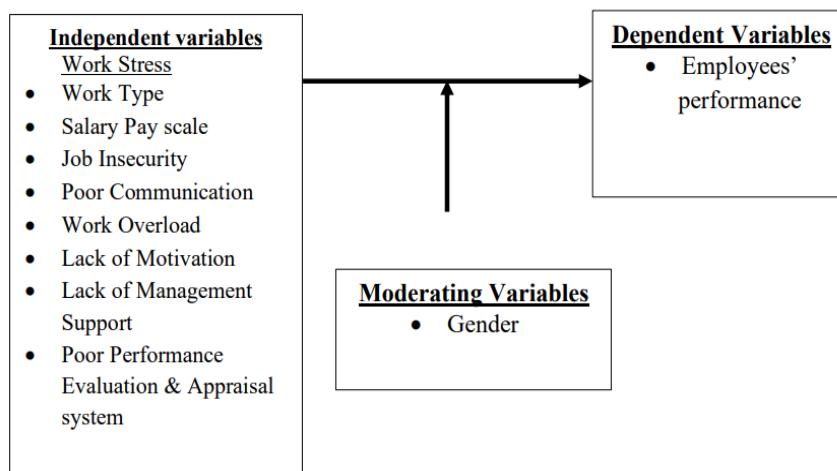 Independent variables
Work Stress
• Work Type
• Salary Pay scale
• Job Insecurity
• Poor Communication
• Work Overload
• Lack of Motivation
• Lack of Management
Support
• Poor Performance
Evaluation & Appraisal
system
Dependent Variables
• Employees’
performance
Moderating Variables
• Gender